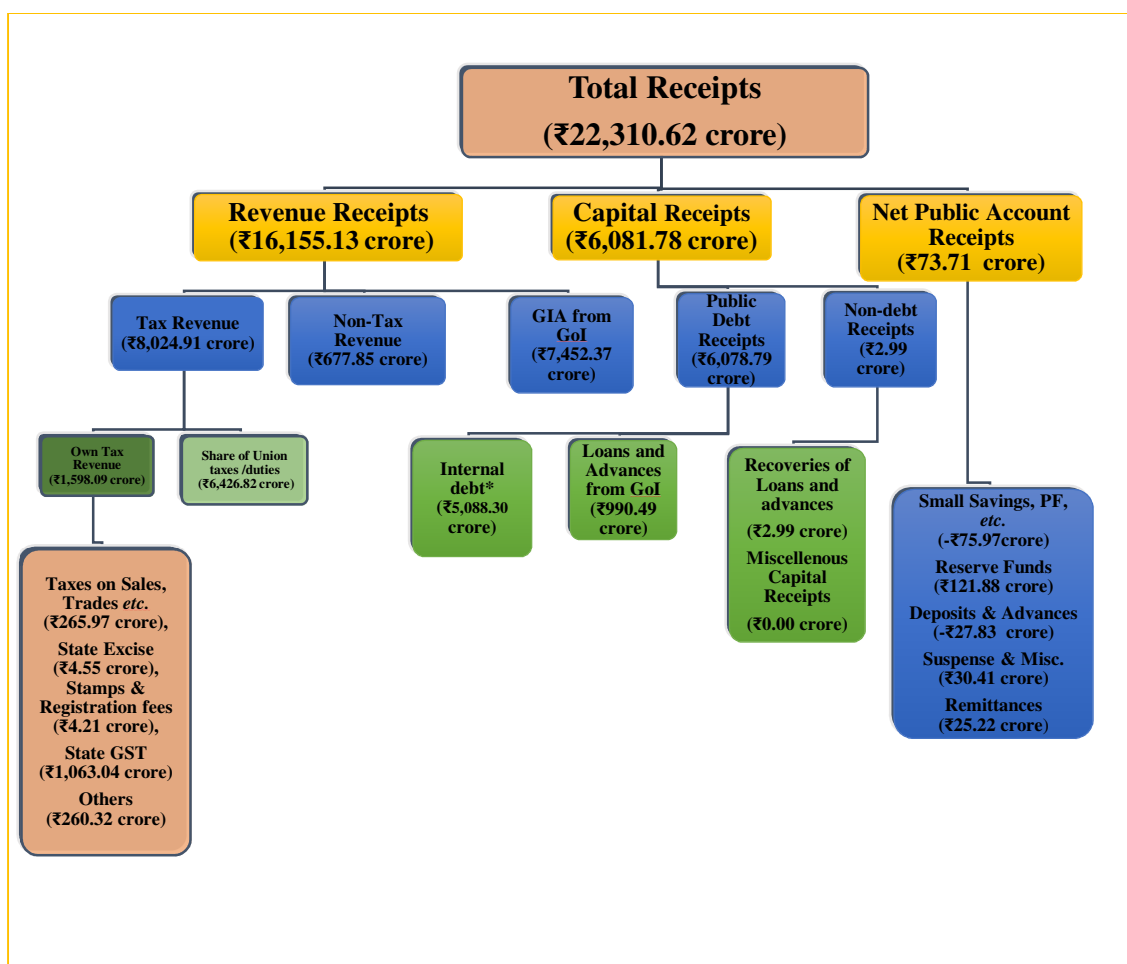 Total Receipts
(₹22,310.62 crore)
Revenue Receipts
(₹16,155.13 crore)
Capital Receipts
(₹6,081.78 crore)
Net Public Account
Receipts
(₹73.71 crore)
Tax Revenue
(₹8,024.91 crore)
Non-Tax
Revenue
(₹677.85 crore)
GIA from
GoI
(₹7,452.37
crore)
Public
Debt
Receipts
(₹6,078.79
crore)
Non-debt
Receipts
(₹2.99
crore)
Own Tax
Revenue
(₹1,598.09 crore)
Share of Union
taxes /duties
(₹6,426.82 crore)
Internal
debt*
(₹5,088.30
crore)
Loans and
Advances
from GoI
(₹990.49
crore)
Recoveries of
Loans and
advances
(₹2.99 crore)
Miscellenous
Capital
Receipts
(₹0.00 crore)
Small Savings, PF,
etc.
(-₹75.97crore)
Reserve Funds
(₹121.88 crore)
Deposits & Advances
(-₹27.83 crore)
Suspense & Misc.
(₹30.41 crore)
Remittances
(₹25.22 crore)
Taxes on Sales,
Trades etc.
(₹265.97 crore),
State Excise
(₹4.55 crore),
Stamps &
Registration fees
(₹4.21 crore),
State GST
(₹1,063.04 crore)
Others
(₹260.32 crore)